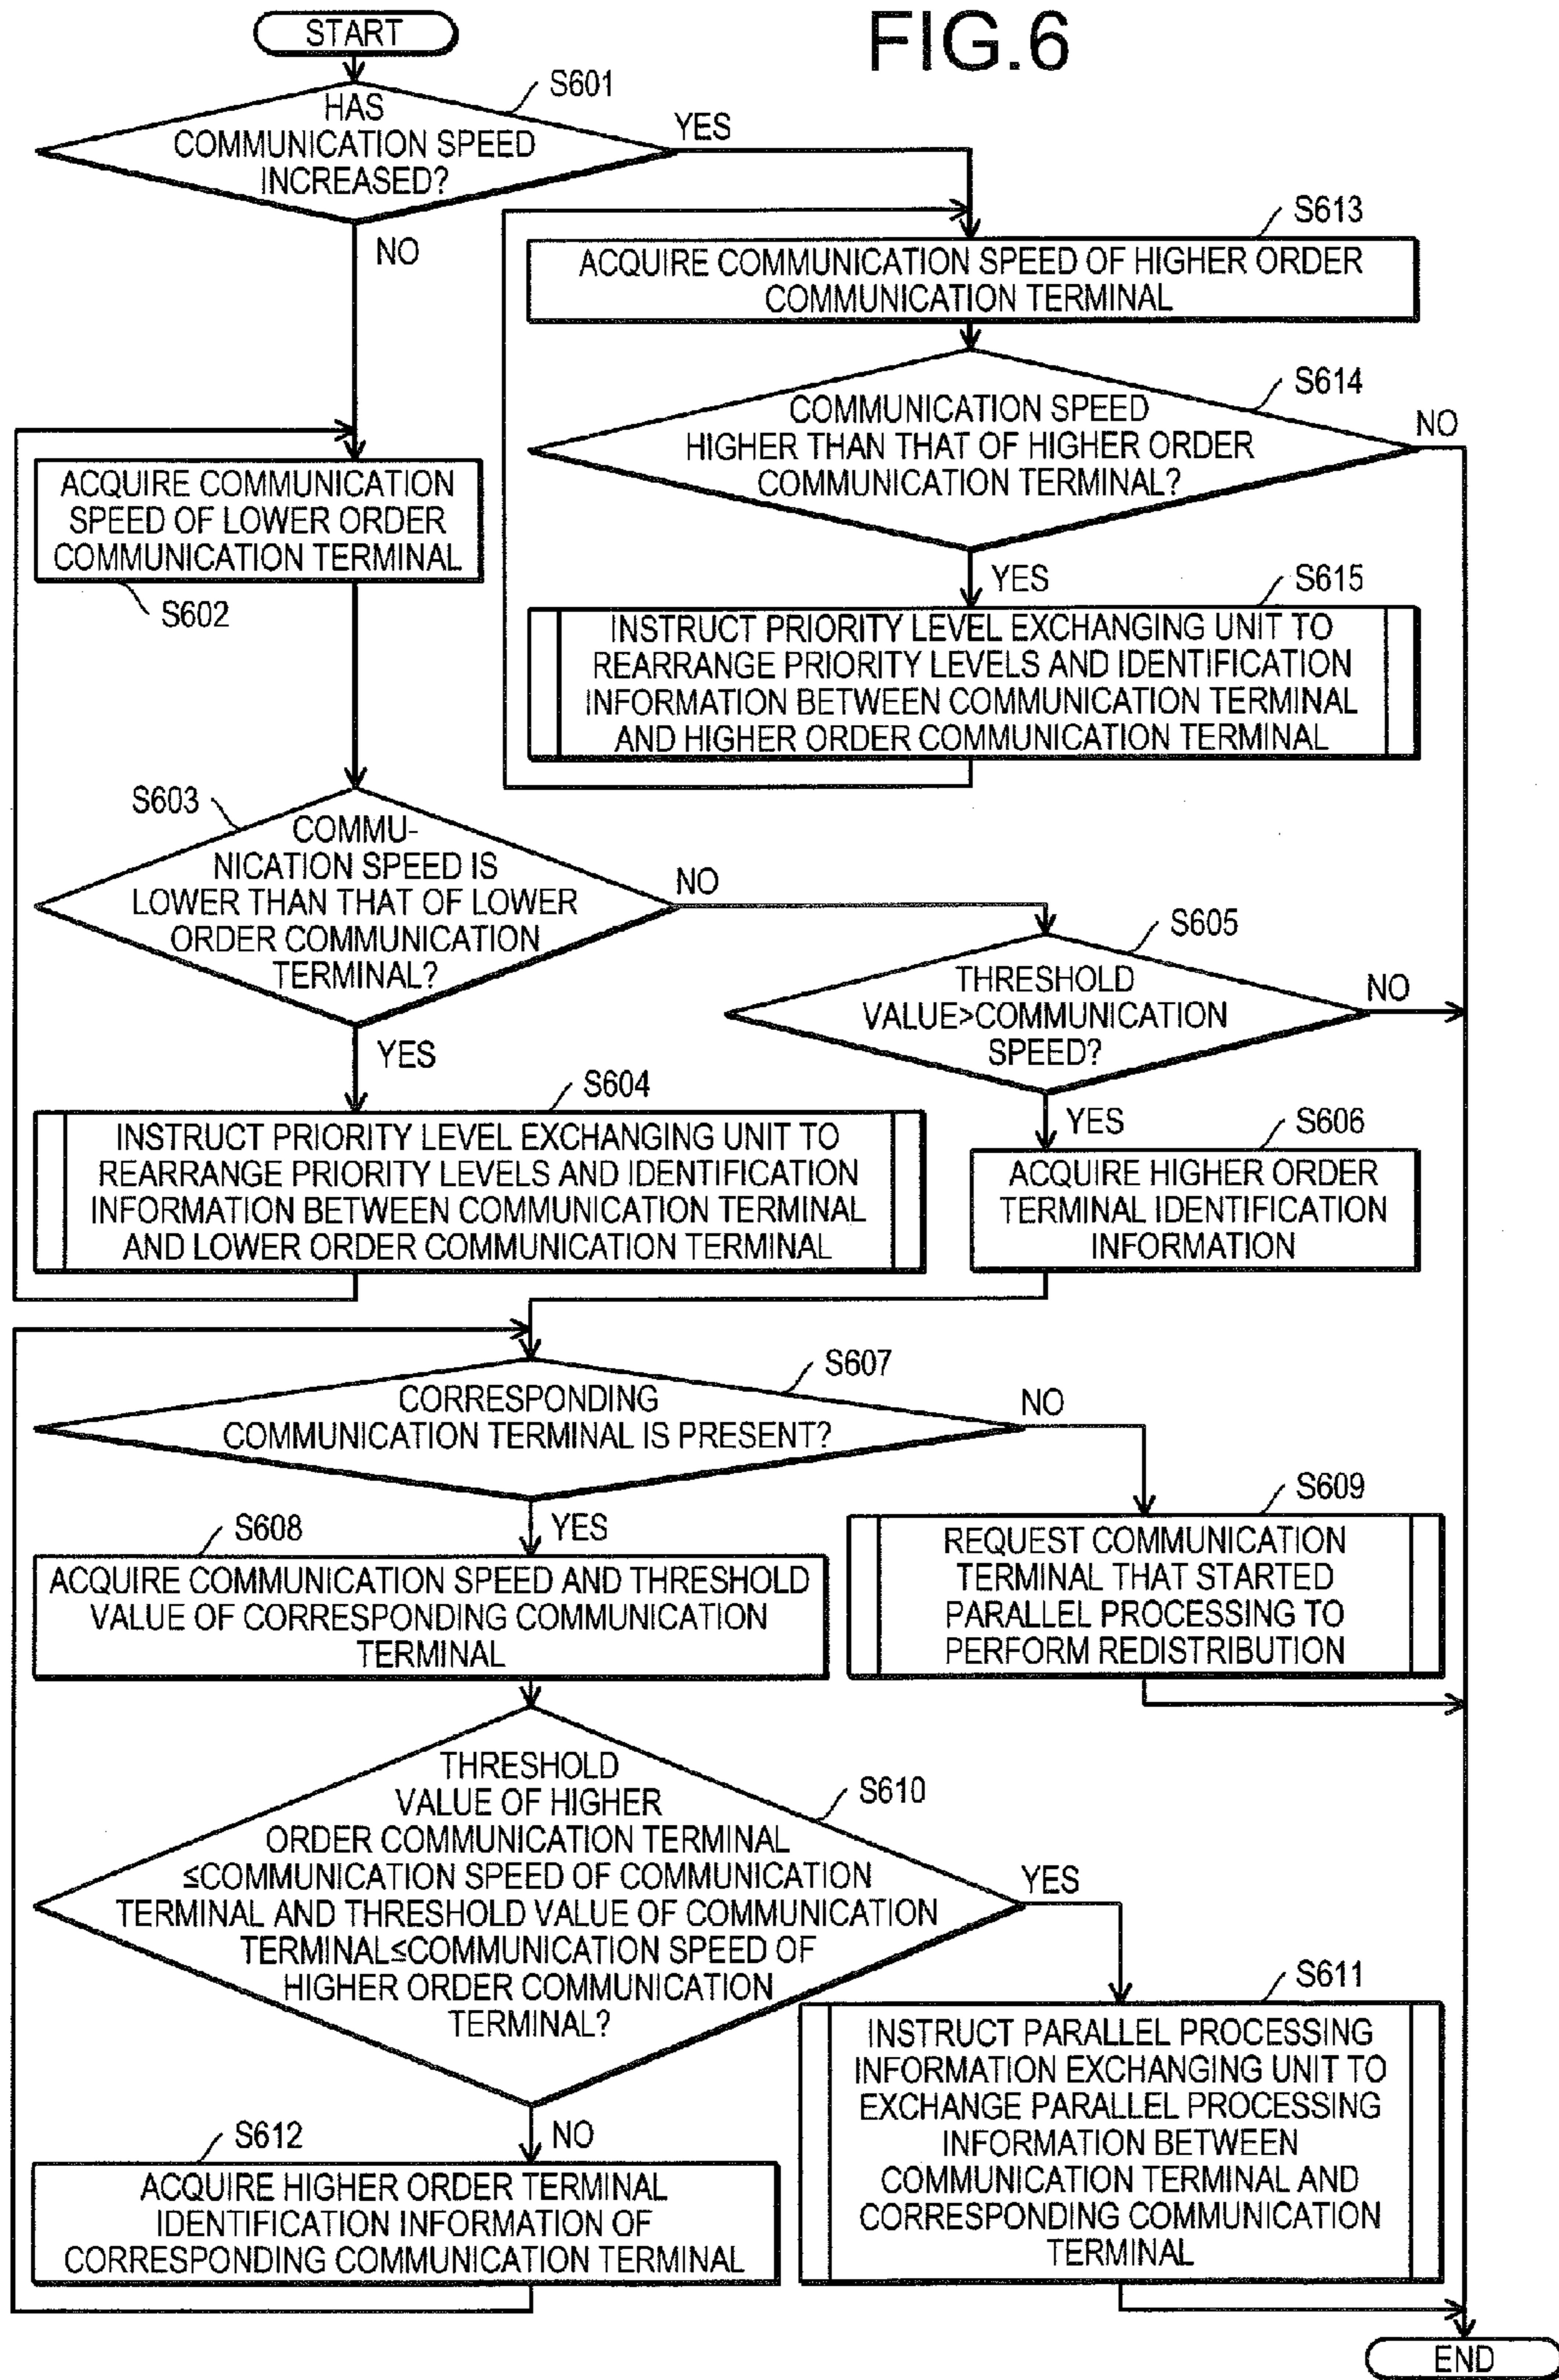 FIG.6
START
S601
HAS
COMMUNICATION SPEED
INCREASED?
YES
NO
S613
ACQUIRE COMMUNICATION SPEED OF HIGHER ORDER
COMMUNICATION TERMINAL
S614
COMMUNICATION SPEED
HIGHER THAN THAT OF HIGHER ORDER
COMMUNICATION TERMINAL?
NO
YES
S615
INSTRUCT PRIORITY LEVEL EXCHANGING UNIT TO
REARRANGE PRIORITY LEVELS AND IDENTIFICATION
INFORMATION BETWEEN COMMUNICATION TERMINAL
AND HIGHER ORDER COMMUNICATION TERMINAL
ACQUIRE COMMUNICATION
SPEED OF LOWER ORDER
COMMUNICATION TERMINAL
S602
S603
COMMU-
NICATION SPEED IS
LOWER THAN THAT OF LOWER
ORDER COMMUNICATION
TERMINAL?
NO
YES
S604
INSTRUCT PRIORITY LEVEL EXCHANGING UNIT TO
REARRANGE PRIORITY LEVELS AND IDENTIFICATION
INFORMATION BETWEEN COMMUNICATION TERMINAL
AND LOWER ORDER COMMUNICATION TERMINAL
S605
THRESHOLD
VALUE>COMMUNICATION
SPEED?
NO
YES
S606
ACQUIRE HIGHER ORDER
TERMINAL IDENTIFICATION
INFORMATION
S607
CORRESPONDING
COMMUNICATION TERMINAL IS PRESENT?
NO
YES
S608
ACQUIRE COMMUNICATION SPEED AND THRESHOLD
VALUE OF CORRESPONDING COMMUNICATION
TERMINAL
S609
REQUEST COMMUNICATION
TERMINAL THAT STARTED
PARALLEL PROCESSING TO
PERFORM REDISTRIBUTION
S610
THRESHOLD
VALUE OF HIGHER
ORDER COMMUNICATION TERMINAL
≤COMMUNICATION SPEED OF COMMUNICATION
TERMINAL AND THRESHOLD VALUE OF COMMUNICATION
TERMINAL≤COMMUNICATION SPEED OF
HIGHER ORDER COMMUNICATION
TERMINAL?
YES
NO
S611
INSTRUCT PARALLEL PROCESSING
INFORMATION EXCHANGING UNIT TO
EXCHANGE PARALLEL PROCESSING
INFORMATION BETWEEN
COMMUNICATION TERMINAL AND
CORRESPONDING COMMUNICATION
TERMINAL
S612
ACQUIRE HIGHER ORDER TERMINAL
IDENTIFICATION INFORMATION OF
CORRESPONDING COMMUNICATION TERMINAL
END